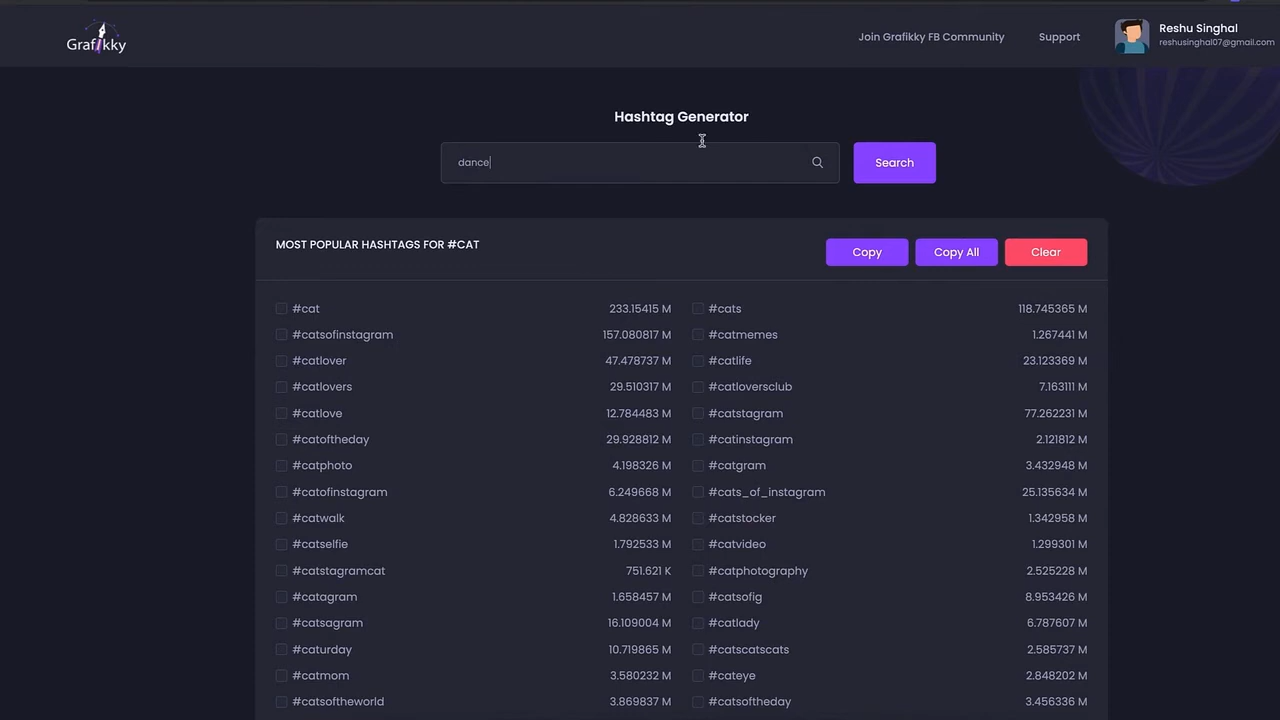 Grafikky
Join Grafikky FB Community
Support
Reshu Singhal
reshusinghal07@gmail.com
Hashtag Generator
dance
Search
MOST POPULAR HASHTAGS FOR #CAT
Copy
Copy All
Clear
#cat 233.15415 M #cats 118.745365 M
#catsofinstagram 157.080817 M #catmemes 1.267441 M
#catlover 47.478737 M #catlife 23.123369 M
#catlovers 29.510317 M #catloversclub 7.163111 M
#catlove 12.784483 M #catstagram 77.262231 M
#catoftheday 29.928812 M #catinstagram 2.121812 M
#catphoto 4.198326 M #catgram 3.432948 M
#catofinstagram 6.249668 M #cats_of_instagram 25.135634 M
#catwalk 4.828633 M #catstocker 1.342958 M
#catselfie 1.792533 M #catvideo 1.299301 M
#catstagramcat 751.621 K #catphotography 2.525228 M
#catagram 1.658457 M #catsofig 8.953426 M
#catsagram 16.109004 M #catlady 6.787607 M
#caturday 10.719865 M #catscatscats 2.585737 M
#catmom 3.580232 M #cateye 2.848202 M
#catsoftheworld 3.869837 M #catsoftheday 3.456336 M